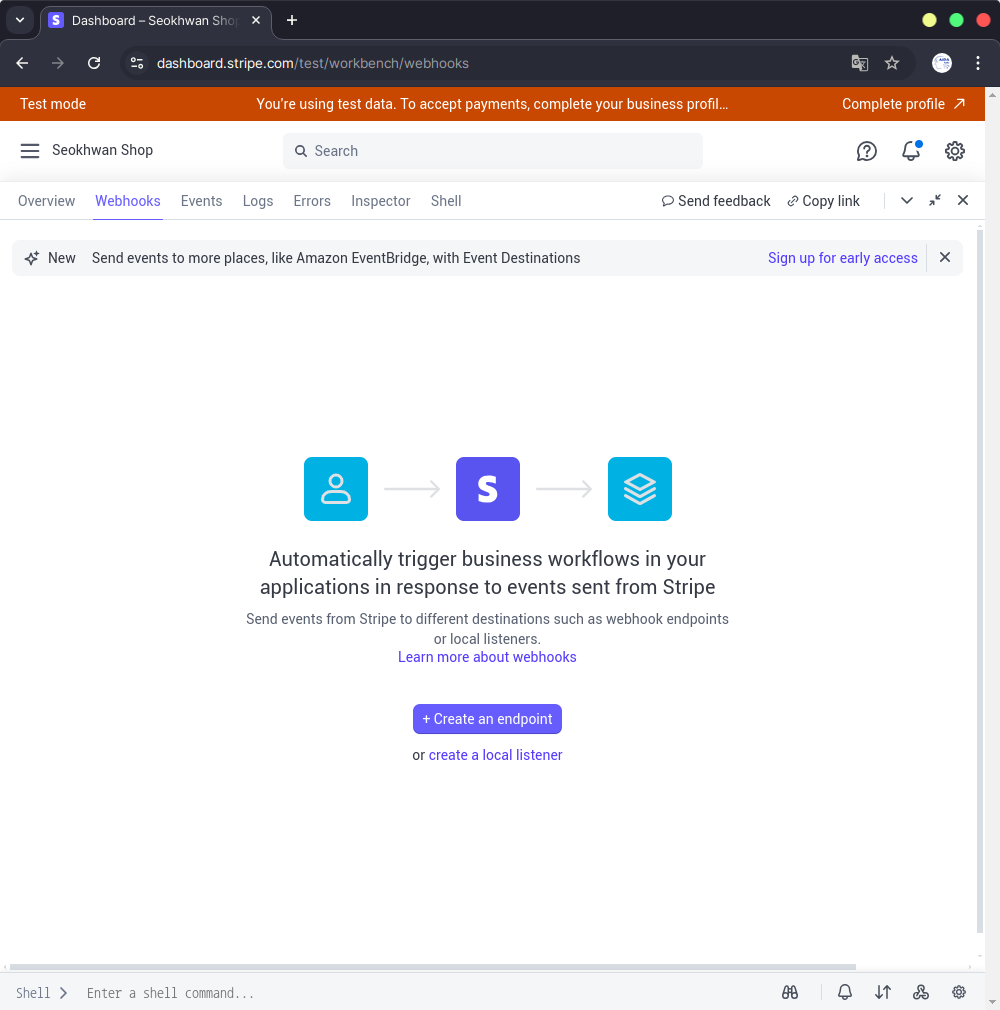 Dashboard – Seokhwan Shop
dashboard.stripe.com/test/workbench/webhooks
Test mode
You're using test data. To accept payments, complete your business profil…
Complete profile
Seokhwan Shop
Search
Overview Webhooks Events Logs Errors Inspector Shell
Send feedback Copy link
New Send events to more places, like Amazon EventBridge, with Event Destinations
Sign up for early access
S
Automatically trigger business workflows in your
applications in response to events sent from Stripe
Send events from Stripe to different destinations such as webhook endpoints
or local listeners.
Learn more about webhooks
+ Create an endpoint
or create a local listener
Shell Enter a shell command...